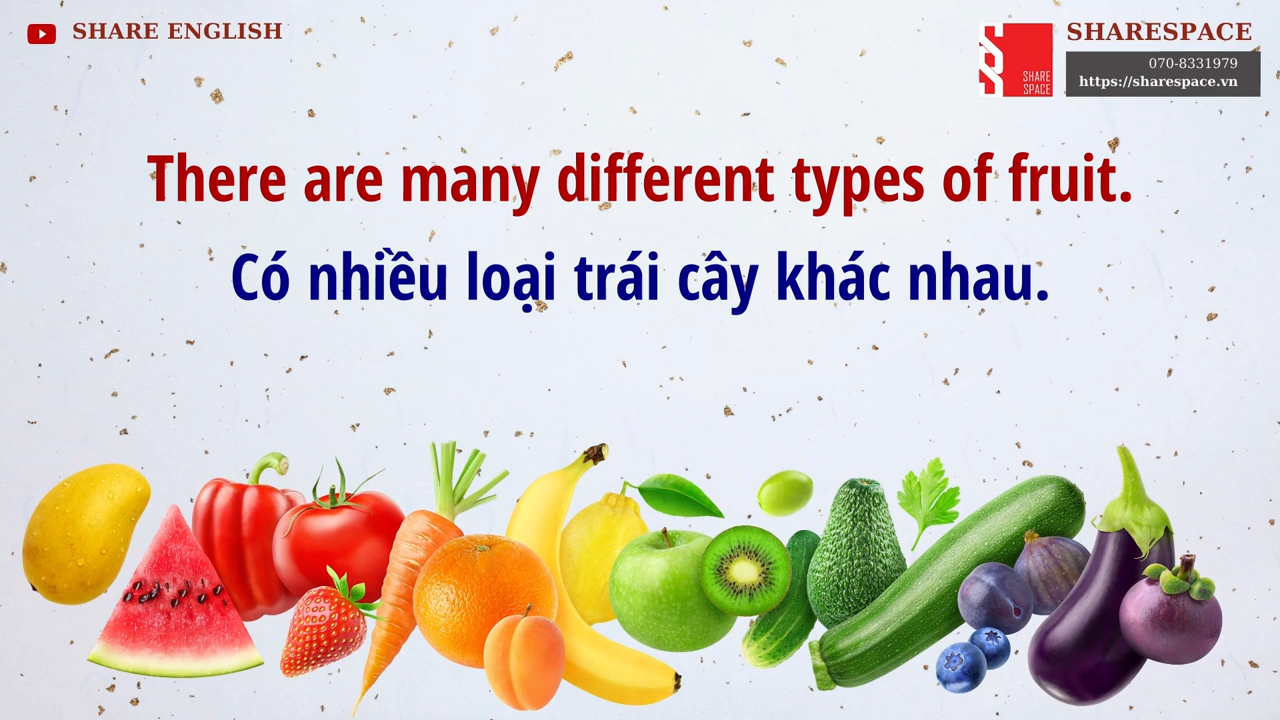 SHARE ENGLISH
SHARESPACE
070-8331979
https://sharespace.vn
SHARE
SPACE
There are many different types of fruit.
Có nhiều loại trái cây khác nhau.